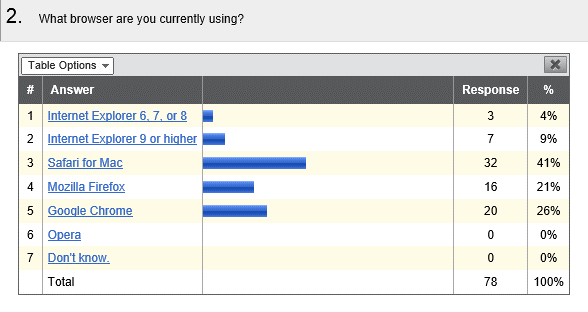 2. What browser are you currently using?
Table Options
# Answer Response %
1 Internet Explorer 6, 7, or 8 3 4%
2 Internet Explorer 9 or higher 7 9%
3 Safari for Mac 32 41%
4 Mozilla Firefox 16 21%
5 Google Chrome 20 26%
6 Opera 0 0%
7 Don't know. 0 0%
Total 78 100%